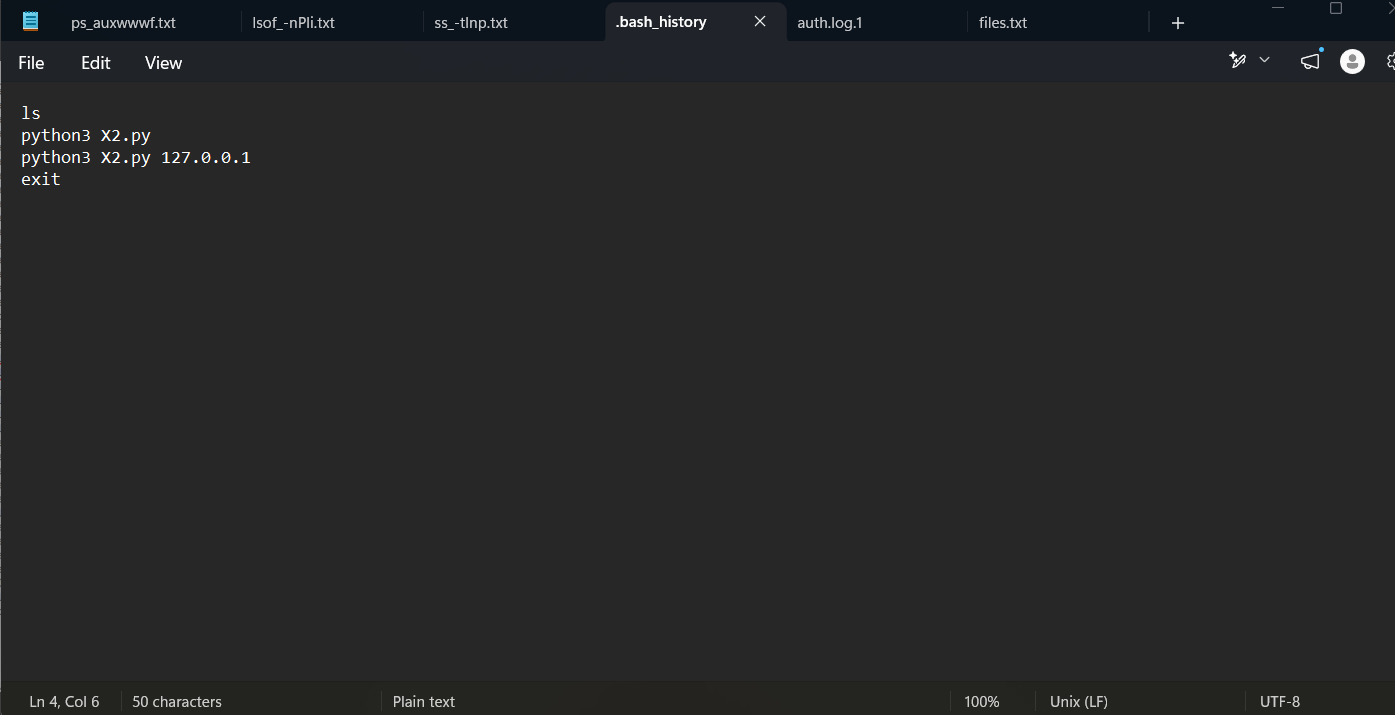 ps_auxwwwf.txt
lsof_-nPli.txt
ss_-tlnp.txt
.bash_history
auth.log.1
files.txt
File
Edit
View
ls
python3 X2.py
python3 X2.py 127.0.0.1
exit
Ln 4, Col 6
50 characters
Plain text
100%
Unix (LF)
UTF-8